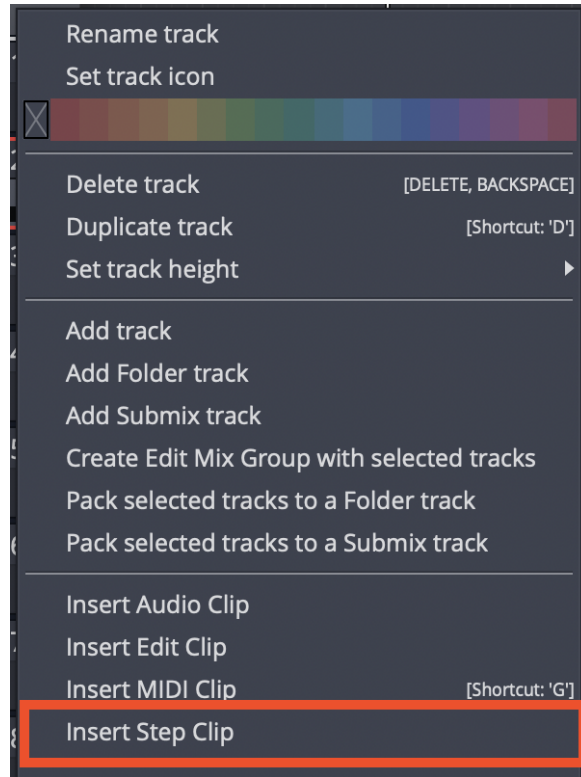 Rename track
Set track icon
Delete track [DELETE, BACKSPACE]
Duplicate track [Shortcut: 'D']
Set track height
Add track
Add Folder track
Add Submix track
Create Edit Mix Group with selected tracks
Pack selected tracks to a Folder track
Pack selected tracks to a Submix track
Insert Audio Clip
Insert Edit Clip
Insert MIDI Clip [Shortcut: 'G']
Insert Step Clip